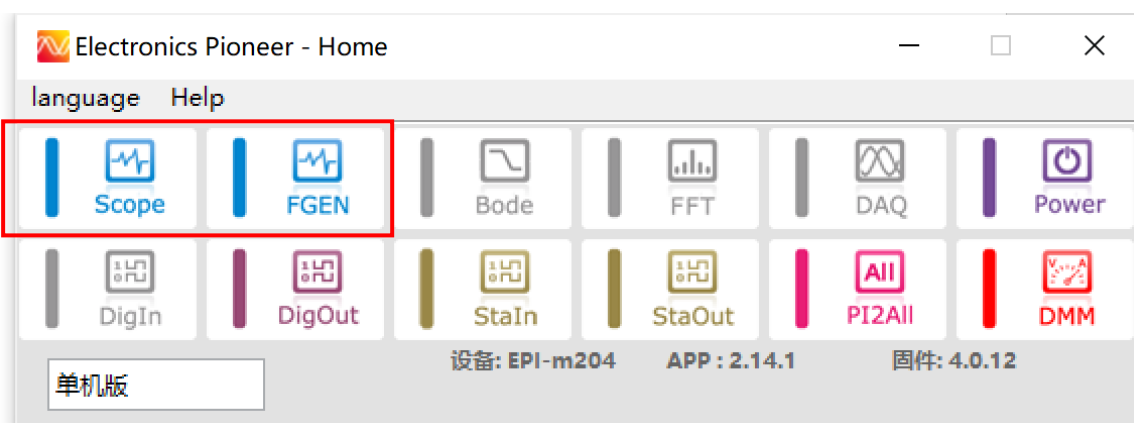 Electronics Pioneer - Home
language Help
Scope FGEN Bode FFT DAQ Power
DigIn DigOut StaIn StaOut PI2All DMM
设备: EPI-m204 APP : 2.14.1 固件: 4.0.12
单机版